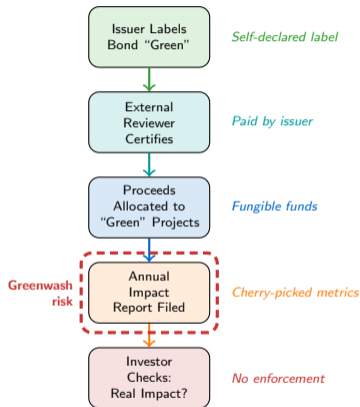 Issuer Labels
Bond “Green”
Self-declared label
External
Reviewer
Certifies
Paid by issuer
Proceeds
Allocated to
“Green” Projects
Fungible funds
Greenwash
risk
Annual
Impact
Report Filed
Cherry-picked metrics
Investor
Checks:
Real Impact?
No enforcement